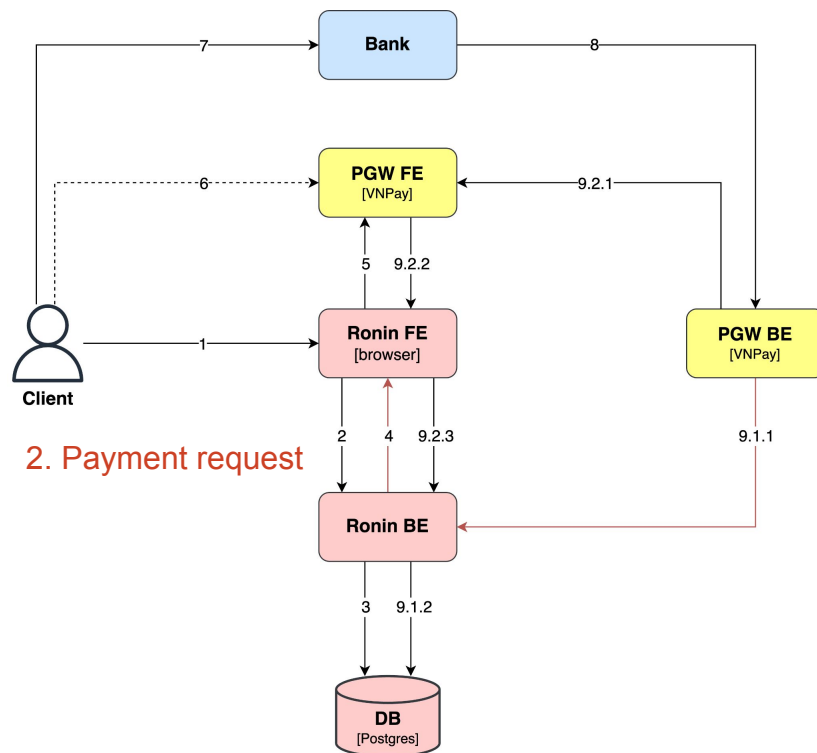 7
Bank
8
PGW FE
[VNPay]
6
9.2.1
5
9.2.2
Ronin FE
[browser]
1
PGW BE
[VNPay]
Client
2
4
9.2.3
9.1.1
2. Payment request
Ronin BE
3
9.1.2
DB
[Postgres]